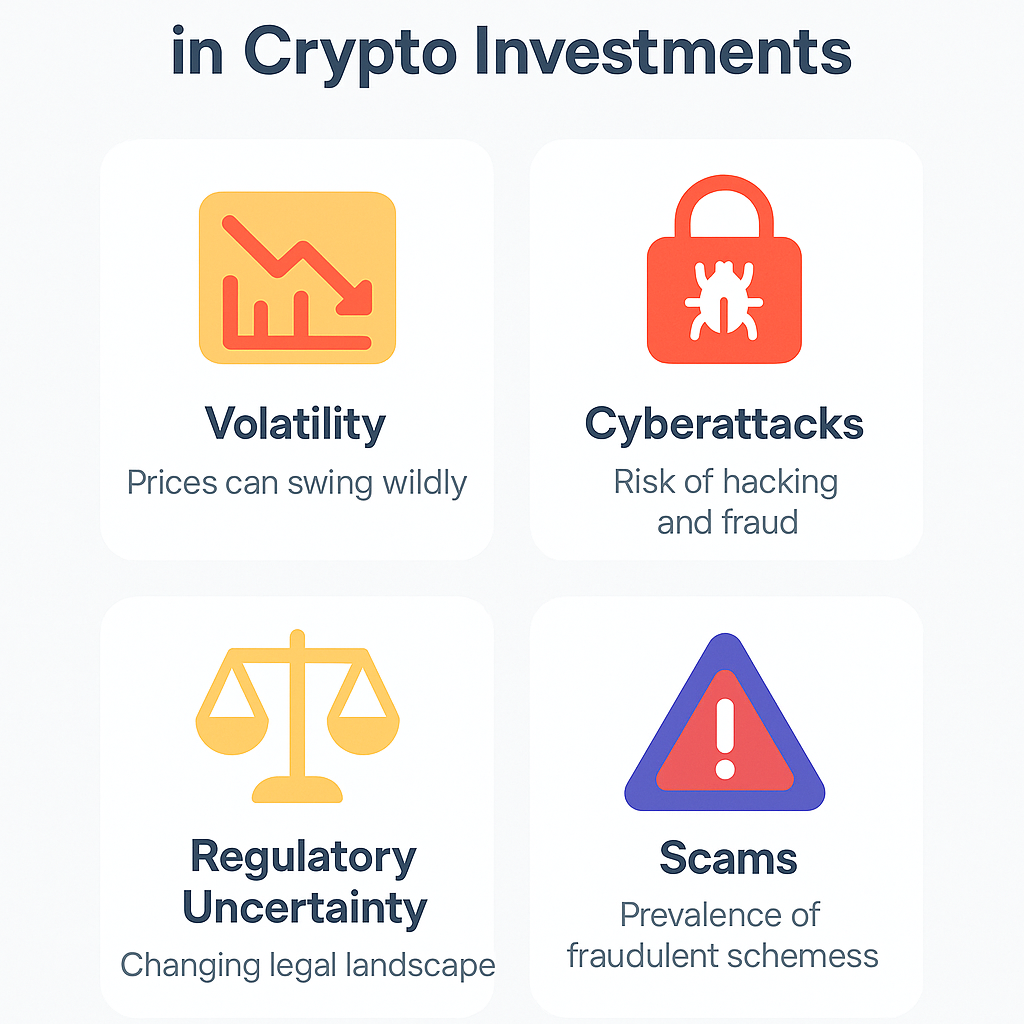 in Crypto Investments
Volatility
Prices can swing wildly
Cyberattacks
Risk of hacking
and fraud
Regulatory
Uncertainty
Changing legal landscape
Scams
Prevalence of
fraudulent schemess